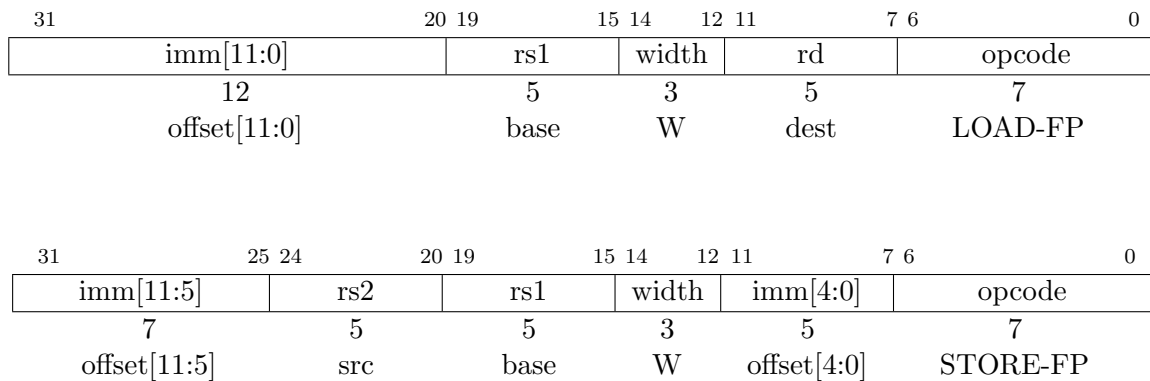 31 20 19 15 14 12 11 7 6 0
imm[11:0] rs1 width rd opcode
12 5 3 5 7
offset[11:0] base W dest LOAD-FP
31 25 24 20 19 15 14 12 11 7 6 0
imm[11:5] rs2 rs1 width imm[4:0] opcode
7 5 5 3 5 7
offset[11:5] src base W offset[4:0] STORE-FP